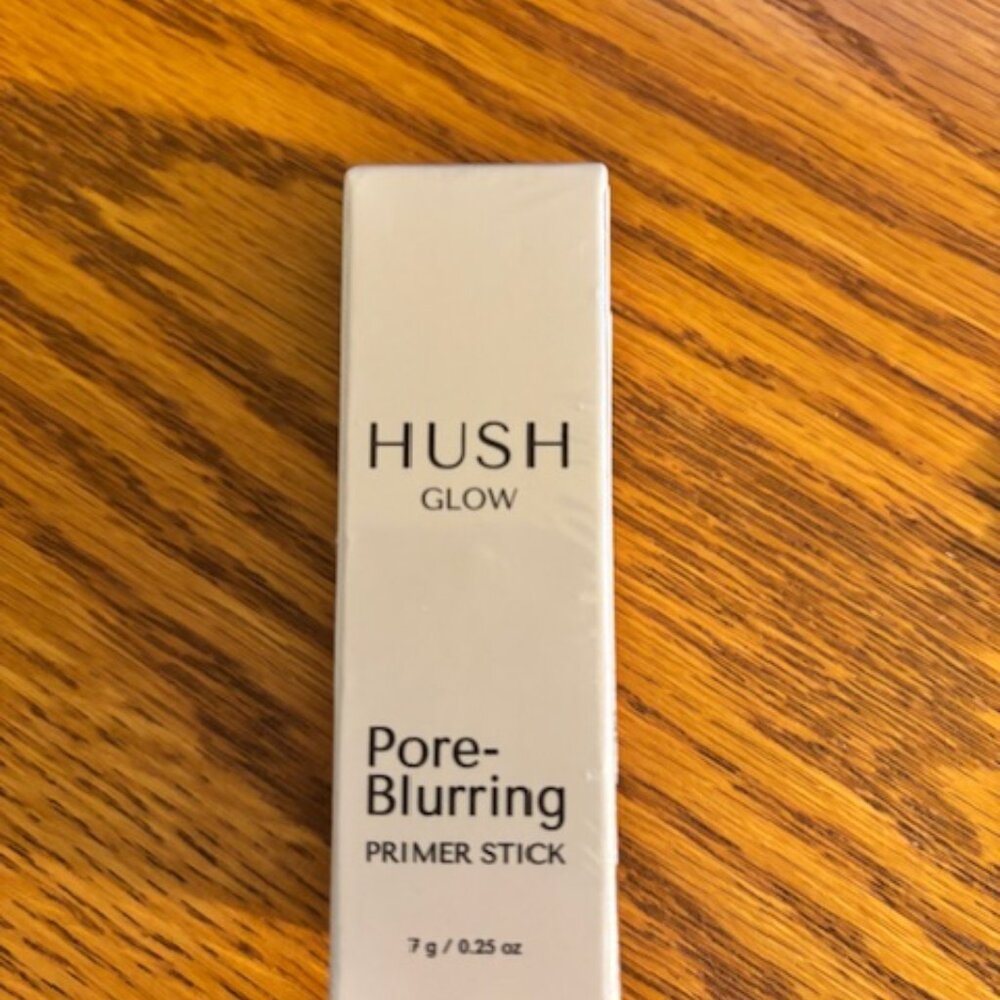 HUSH
GLOW
Pore-
Blurring
PRIMER STICK
7 g / 0.25 oz